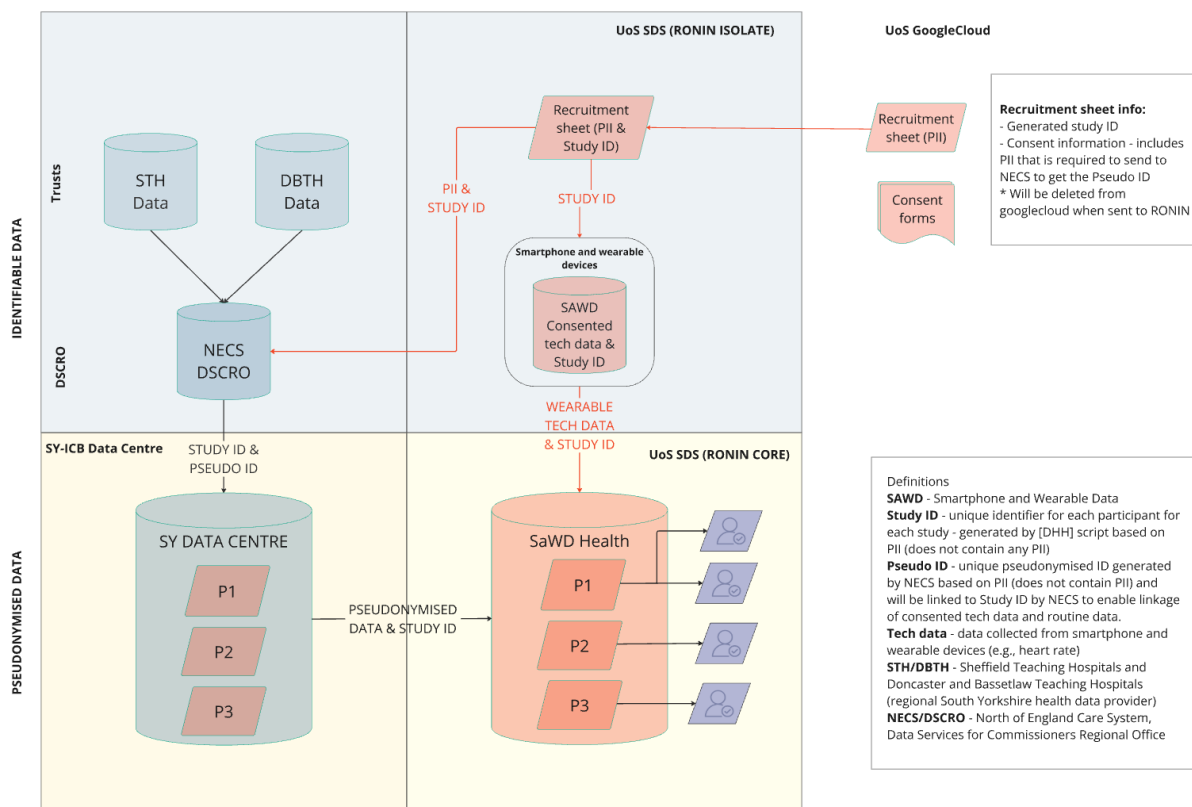 UoS SDS (RONIN ISOLATE)
UoS GoogleCloud
IDENTIFIABLE DATA
Trusts
STH
Data
DBTH
Data
Recruitment
sheet (PII &
Study ID)
Recruitment
sheet (PII)
Consent
forms
Recruitment sheet info:
- Generated study ID
- Consent information - includes
PII that is required to send to
NECS to get the Pseudo ID
* Will be deleted from
googlecloud when sent to RONIN
PII &
STUDY ID
STUDY ID
Smartphone and wearable
devices
SAWD
Consented
tech data &
Study ID
DSCRO
NECS
DSCRO
WEARABLE
TECH DATA
& STUDY ID
SY-ICB Data Centre
STUDY ID &
PSEUDO ID
UoS SDS (RONIN CORE)
PSEUDONYMISED DATA
SY DATA CENTRE
P1
P2
P3
PSEUDONYMISED
DATA & STUDY ID
SaWD Health
P1
P2
P3
Definitions
SAWD - Smartphone and Wearable Data
Study ID - unique identifier for each participant for
each study - generated by [DHH] script based on
PII (does not contain any PII)
Pseudo ID - unique pseudonymised ID generated
by NECS based on PII (does not contain PII) and
will be linked to Study ID by NECS to enable linkage
of consented tech data and routine data.
Tech data - data collected from smartphone and
wearable devices (e.g., heart rate)
STH/DBTH - Sheffield Teaching Hospitals and
Doncaster and Bassetlaw Teaching Hospitals
(regional South Yorkshire health data provider)
NECS/DSCRO - North of England Care System,
Data Services for Commissioners Regional Office